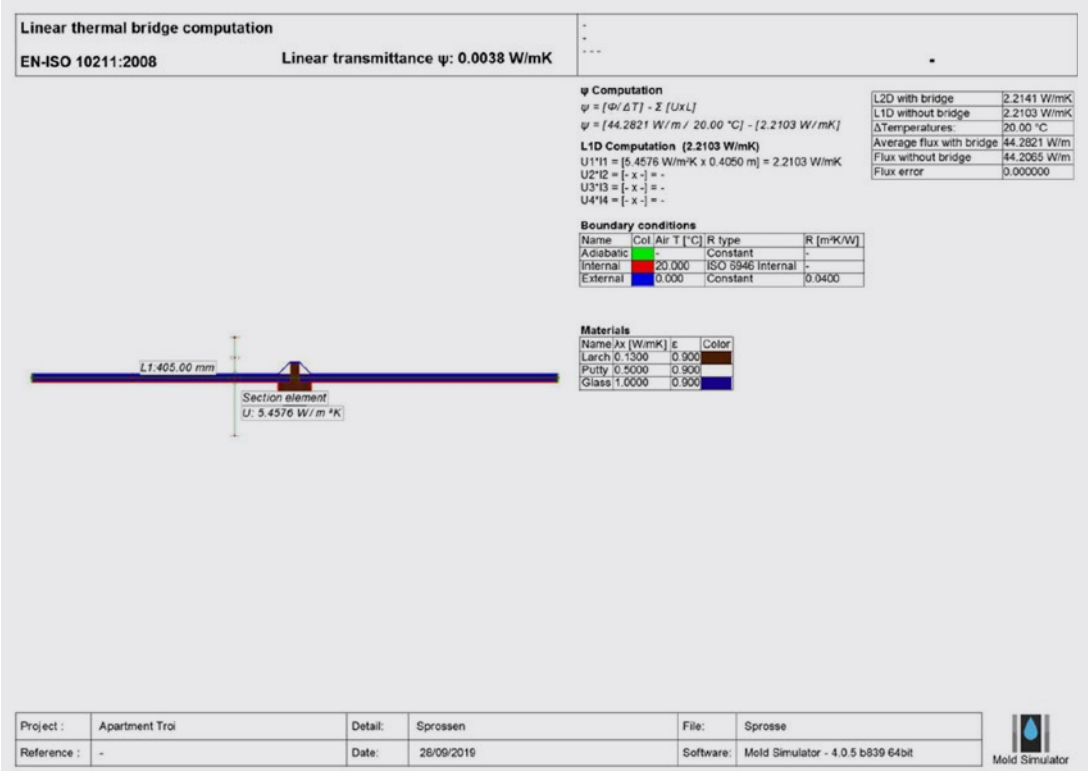 Linear thermal bridge computation
EN-ISO 10211:2008 Linear transmittance ψ: 0.0038 W/mK
-
-
- - -
-
ψ Computation
ψ = [Φ/ΔT] - Σ [UxL]
ψ = [44.2821 W/m / 20.00 °C] - [2.2103 W/mK]
L1D Computation (2.2103 W/mK)
U1*l1 = [5.4576 W/m²K x 0.4050 m] = 2.2103 W/mK
U2*l2 = [- x -] = -
U3*l3 = [- x -] = -
U4*l4 = [- x -] = -
L2D with bridge 2.2141 W/mK
L1D without bridge 2.2103 W/mK
ΔTemperatures: 20.00 °C
Average flux with bridge 44.2821 W/m
Flux without bridge 44.2065 W/m
Flux error 0.000000
Boundary conditions
Name Col. Air T [°C] R type R [m²K/W]
Adiabatic - Constant -
Internal 20.000 ISO 6946 Internal -
External 0.000 Constant 0.0400
Materials
Name λx [W/mK] ε Color
Larch 0.1300 0.900
Putty 0.5000 0.900
Glass 1.0000 0.900
L1:405.00 mm
Section element
U: 5.4576 W/m²K
Project : Apartment Troi Detail: Sprossen File: Sprosse
Reference : - Date: 28/09/2019 Software: Mold Simulator - 4.0.5 b839 64bit
Mold Simulator